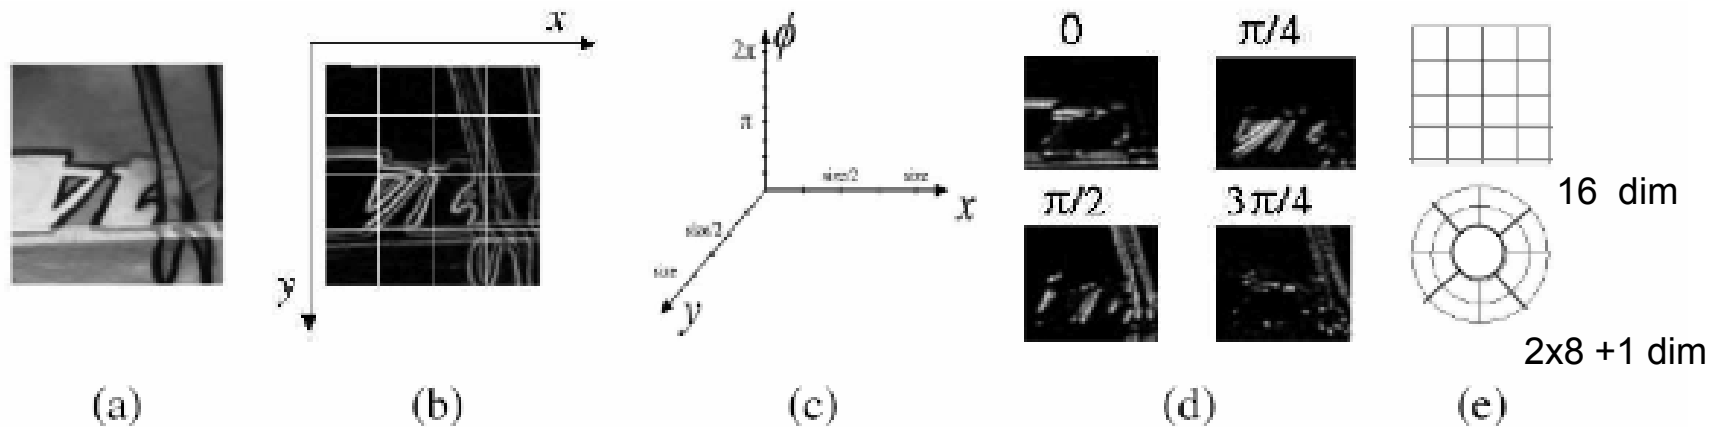 x
y
(a)
(b)
ϕ
2π
π
size/2
size
x
size/2
size
y
(c)
0
π/4
π/2
3π/4
(d)
16 dim
2x8 +1 dim
(e)